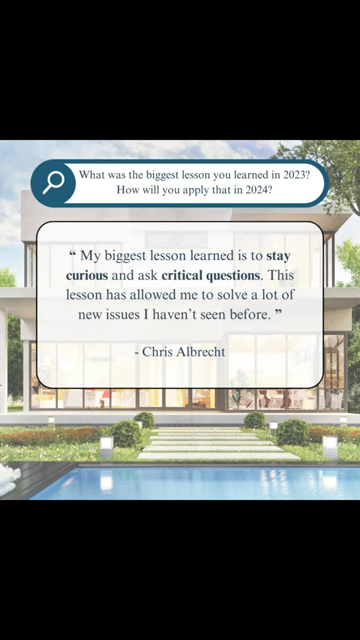 What was the biggest lesson you learned in 2023?
How will you apply that in 2024?
❝ My biggest lesson learned is to stay
curious and ask critical questions. This
lesson has allowed me to solve a lot of
new issues I haven’t seen before. ❞
- Chris Albrecht